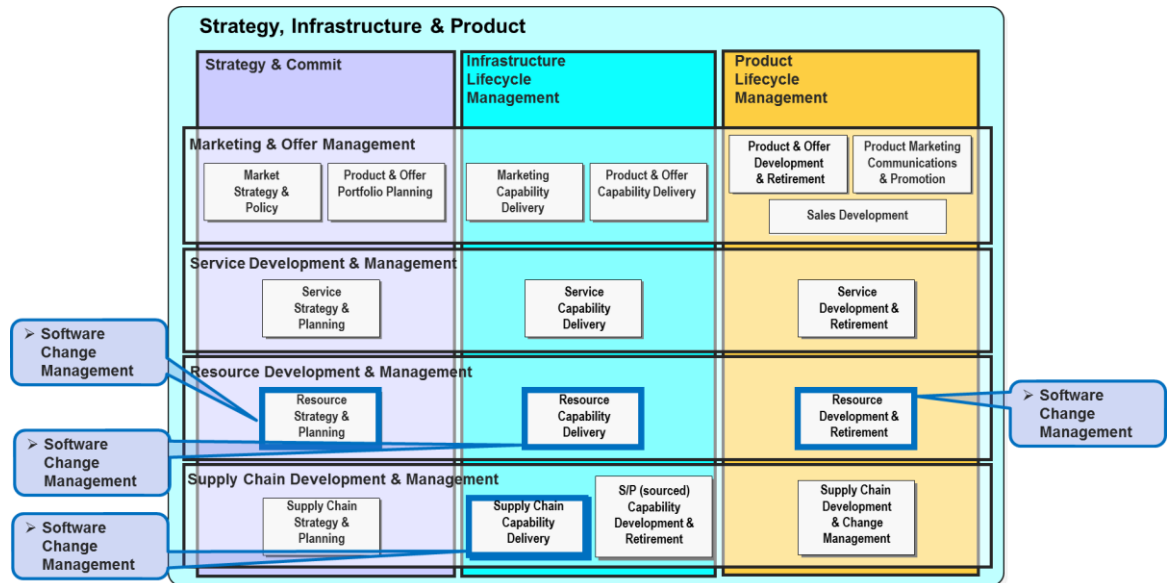 Strategy, Infrastructure & Product
Strategy & Commit
Infrastructure
Lifecycle
Management
Product
Lifecycle
Management
Marketing & Offer Management
Market
Strategy &
Policy
Product & Offer
Portfolio Planning
Marketing
Capability
Delivery
Product & Offer
Capability Delivery
Product & Offer
Development
& Retirement
Product Marketing
Communications
& Promotion
Sales Development
Service Development & Management
Service
Strategy &
Planning
Service
Capability
Delivery
Service
Development &
Retirement
➢ Software
Change
Management
Resource Development & Management
Resource
Strategy &
Planning
Resource
Capability
Delivery
Resource
Development &
Retirement
➢ Software
Change
Management
➢ Software
Change
Management
Supply Chain Development & Management
Supply Chain
Strategy &
Planning
Supply Chain
Capability
Delivery
S/P (sourced)
Capability
Development &
Retirement
Supply Chain
Development
& Change
Management
➢ Software
Change
Management